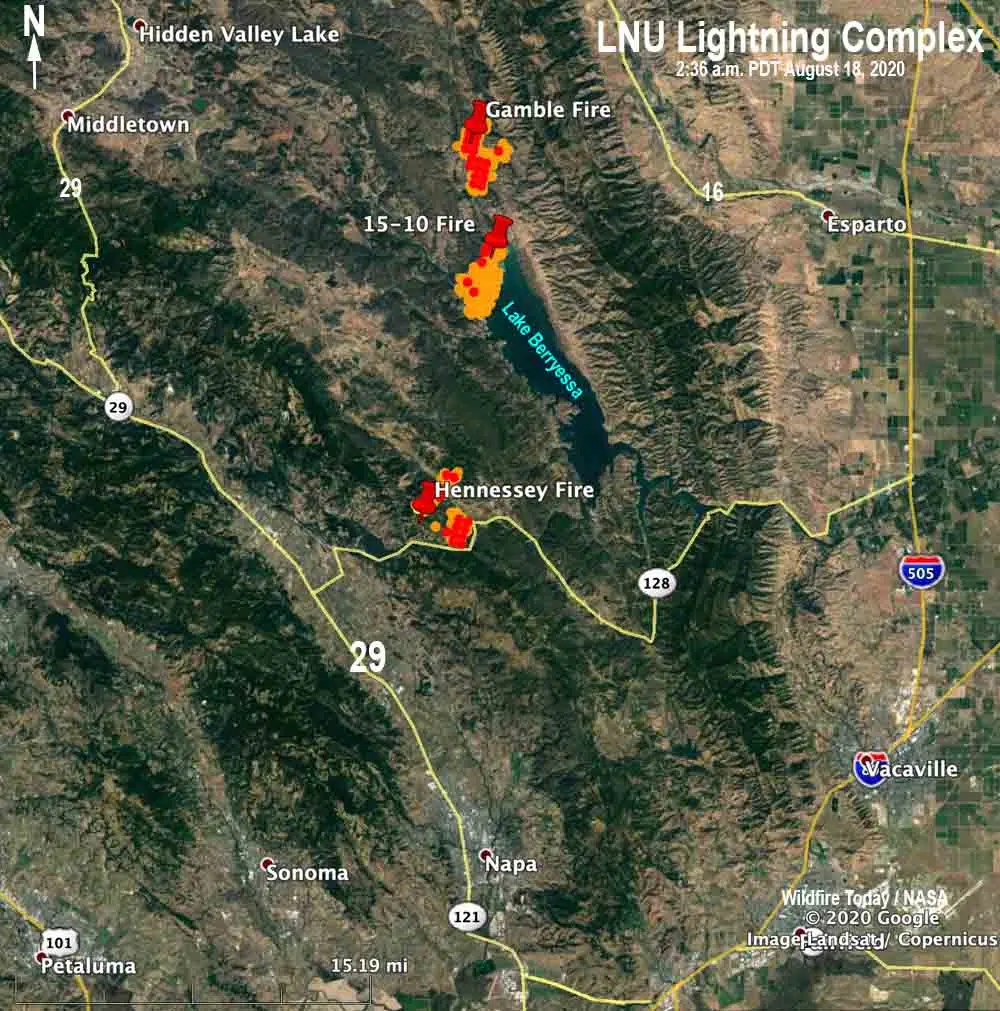 N
Hidden Valley Lake
LNU Lightning Complex
2:36 a.m. PDT August 18, 2020
Gamble Fire
Middletown
29
16
15-10 Fire
Esparto
Lake Berryessa
29
Hennessey Fire
505
128
29
Vacaville
Napa
Sonoma
Wildfire Today / NASA
121
© 2020 Google
101
Image Landsat / Copernicus
Petaluma
15.19 mi